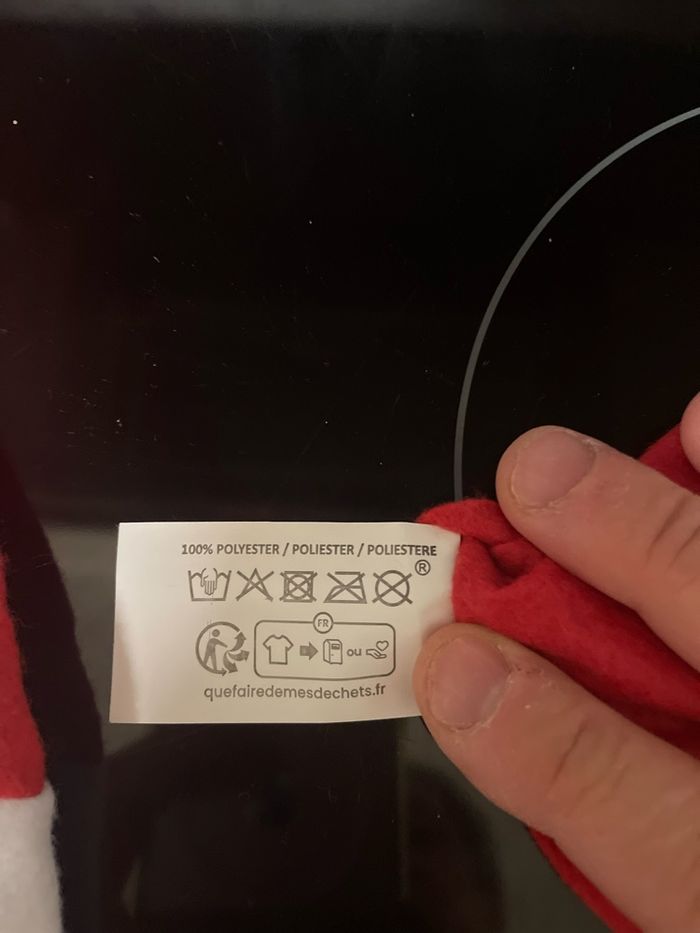 100% POLYESTER / POLIESTER / POLIESTERE
®
FR
ou
quefairedemesdechets.fr